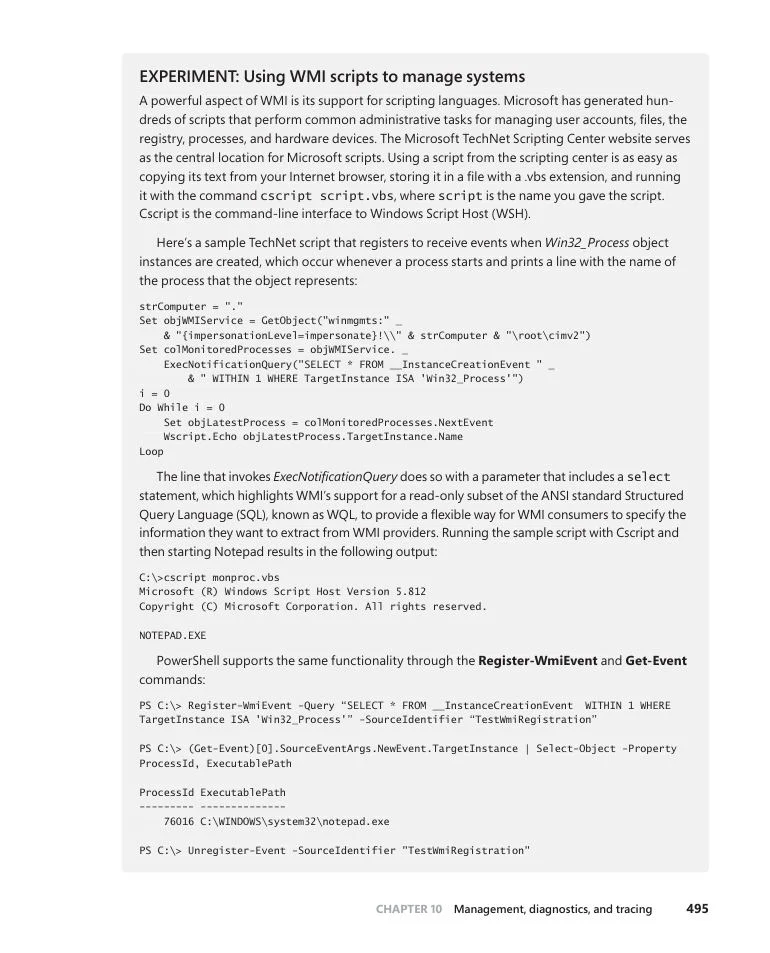 EXPERIMENT: Using WMI scripts to manage systems
A powerful aspect of WMI is its support for scripting languages. Microsoft has generated hun-
dreds of scripts that perform common administrative tasks for managing user accounts, files, the
registry, processes, and hardware devices. The Microsoft TechNet Scripting Center website serves
as the central location for Microsoft scripts. Using a script from the scripting center is as easy as
copying its text from your Internet browser, storing it in a file with a .vbs extension, and running
it with the command cscript script.vbs, where script is the name you gave the script.
Cscript is the command-line interface to Windows Script Host (WSH).
Here's a sample TechNet script that registers to receive events when Win32_Process object
instances are created, which occur whenever a process starts and prints a line with the name of
the process that the object represents:
strComputer = "."
Set objWMIService = GetObject("winmgmts:" _
    & "{impersonationLevel=impersonate}!\\" & strComputer & "\root\cimv2")
Set colMonitoredProcesses = objWMIService. _
    ExecNotificationQuery("SELECT * FROM __InstanceCreationEvent " _
        & " WITHIN 1 WHERE TargetInstance ISA 'Win32_Process'")
i = 0
Do While i = 0
    Set objLatestProcess = colMonitoredProcesses.NextEvent
    Wscript.Echo objLatestProcess.TargetInstance.Name
Loop
The line that invokes ExecNotificationQuery does so with a parameter that includes a select
statement, which highlights WMI's support for a read-only subset of the ANSI standard Structured
Query Language (SQL), known as WQL, to provide a flexible way for WMI consumers to specify the
information they want to extract from WMI providers. Running the sample script with Cscript and
then starting Notepad results in the following output:
C:\>cscript monproc.vbs
Microsoft (R) Windows Script Host Version 5.812
Copyright (C) Microsoft Corporation. All rights reserved.
NOTEPAD.EXE
PowerShell supports the same functionality through the Register-WmiEvent and Get-Event
commands:
PS C:\> Register-WmiEvent -Query “SELECT * FROM __InstanceCreationEvent  WITHIN 1 WHERE
TargetInstance ISA 'Win32_Process'” -SourceIdentifier “TestWmiRegistration”
PS C:\> (Get-Event)[0].SourceEventArgs.NewEvent.TargetInstance | Select-Object -Property
ProcessId, ExecutablePath
ProcessId ExecutablePath
--------- --------------
    76016 C:\WINDOWS\system32\notepad.exe
PS C:\> Unregister-Event -SourceIdentifier "TestWmiRegistration"
CHAPTER 10 Management, diagnostics, and tracing 495